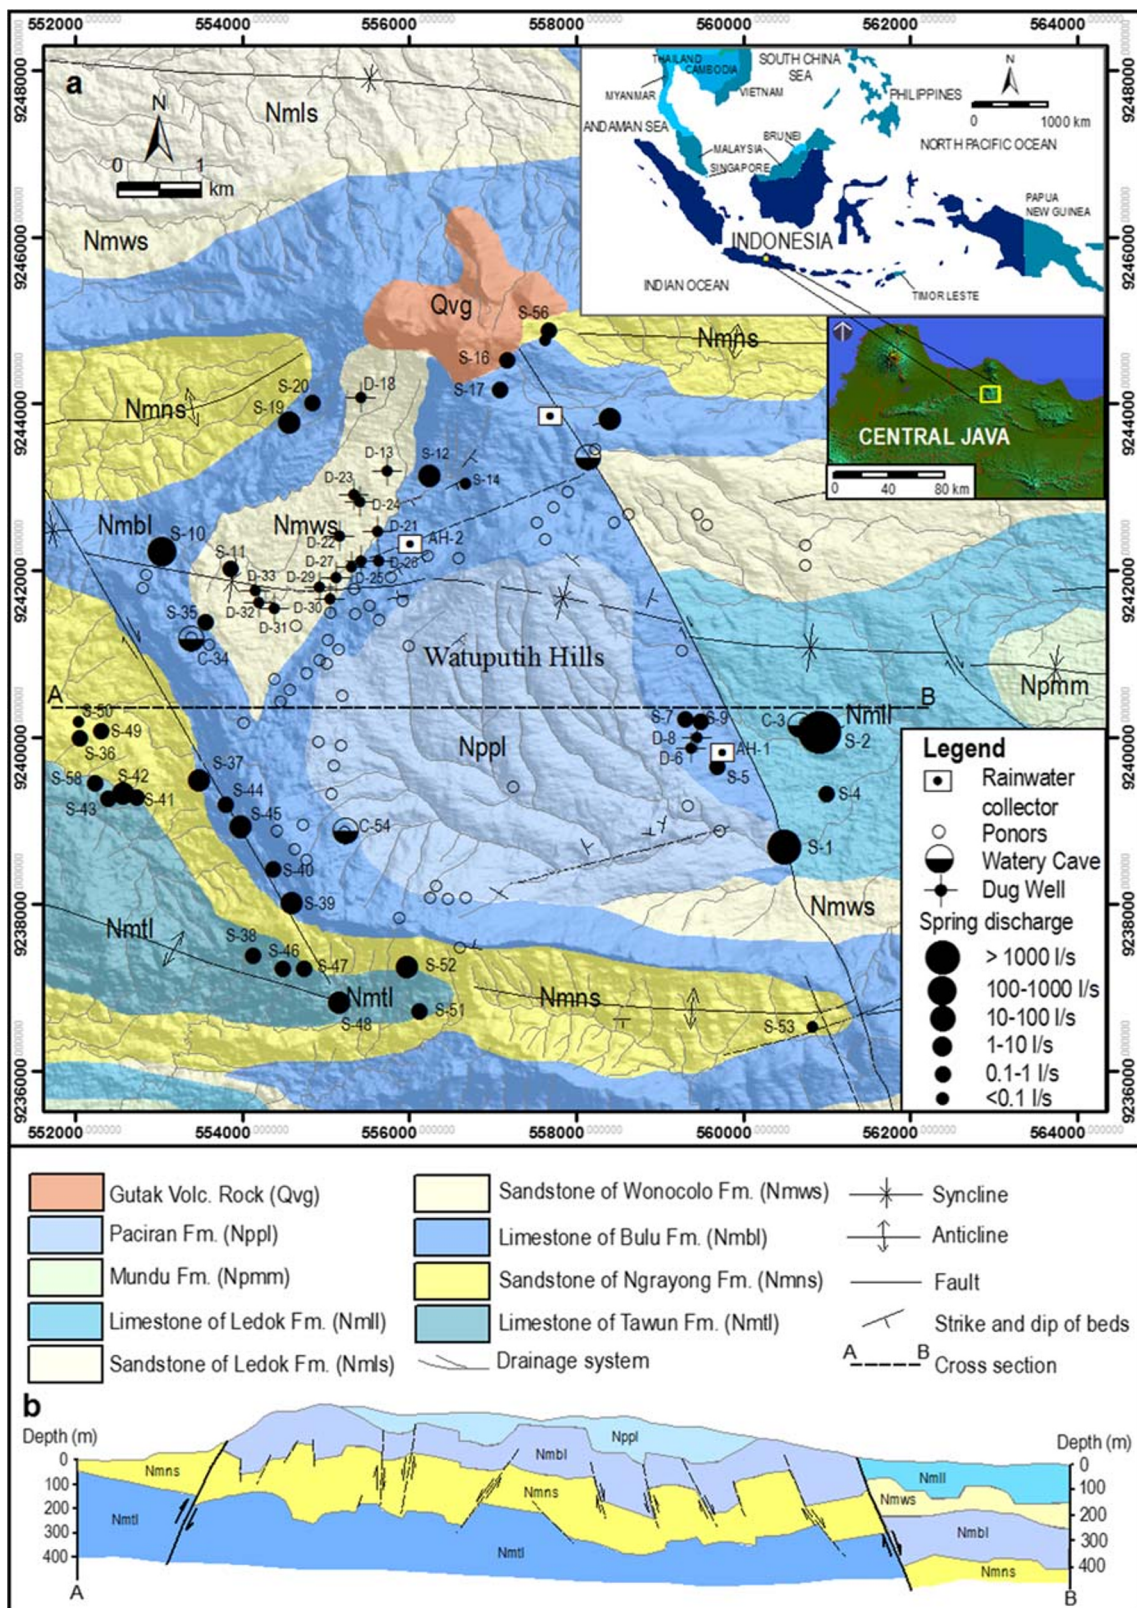 552000 554000 556000 558000 560000 562000 564000
9248000
9246000
9244000
9242000
9240000
9238000
9236000
a
N
0 1
km
Nmls
Nmws
Qvg
Nmns
Nmns
Nmbl
Nmws
Watuputih Hills
Nppl
Npmm
Nmll
Nmws
Nmtl
Nmtl
Nmns
A
B
S-56
S-16
S-17
S-20
S-19
D-18
D-13
S-12
S-14
D-23
D-24
D-21
D-22
AH-2
S-10
S-11
D-27
D-26
D-33
D-29
D-25
D-30
D-32
D-31
S-35
C-34
S-50
S-49
S-36
S-58
S-42
S-43
S-41
S-37
S-44
S-45
S-40
S-39
C-54
S-7
S-9
D-8
D-6
AH-1
S-5
C-3
S-2
S-4
S-1
S-38
S-46
S-47
S-48
S-52
S-51
S-53
THAILAND
CAMBODIA
SOUTH CHINA
SEA
MYANMAR
VIETNAM
PHILIPPINES
N
0 1000 km
ANDAMAN SEA
BRUNEI
MALAYSIA
SINGAPORE
NORTH PACIFIC OCEAN
PAPUA
NEW GUINEA
INDONESIA
INDIAN OCEAN
TIMOR LESTE
CENTRAL JAVA
0 40 80 km
Legend
Rainwater
collector
Ponors
Watery Cave
Dug Well
Spring discharge
> 1000 l/s
100-1000 l/s
10-100 l/s
1-10 l/s
0.1-1 l/s
<0.1 l/s
552000 554000 556000 558000 560000 562000 564000
Gutak Volc. Rock (Qvg)
Paciran Fm. (Nppl)
Mundu Fm. (Npmm)
Limestone of Ledok Fm. (Nmll)
Sandstone of Ledok Fm. (Nmls)
Sandstone of Wonocolo Fm. (Nmws)
Limestone of Bulu Fm. (Nmbl)
Sandstone of Ngrayong Fm. (Nmns)
Limestone of Tawun Fm. (Nmtl)
Drainage system
Syncline
Anticline
Fault
Strike and dip of beds
A B
Cross section
b
Depth (m)
0
100
200
300
400
A
Nmns
Nmtl
Nmbl
Nppl
Nmns
Nmtl
Nmll
Nmws
Nmbl
Nmns
Depth (m)
0
100
200
300
400
B